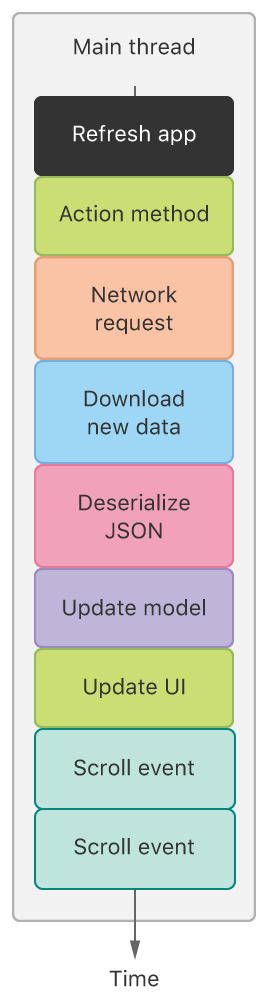 Main thread
Refresh app
Action method
Network
request
Download
new data
Deserialize
JSON
Update model
Update UI
Scroll event
Scroll event
Time